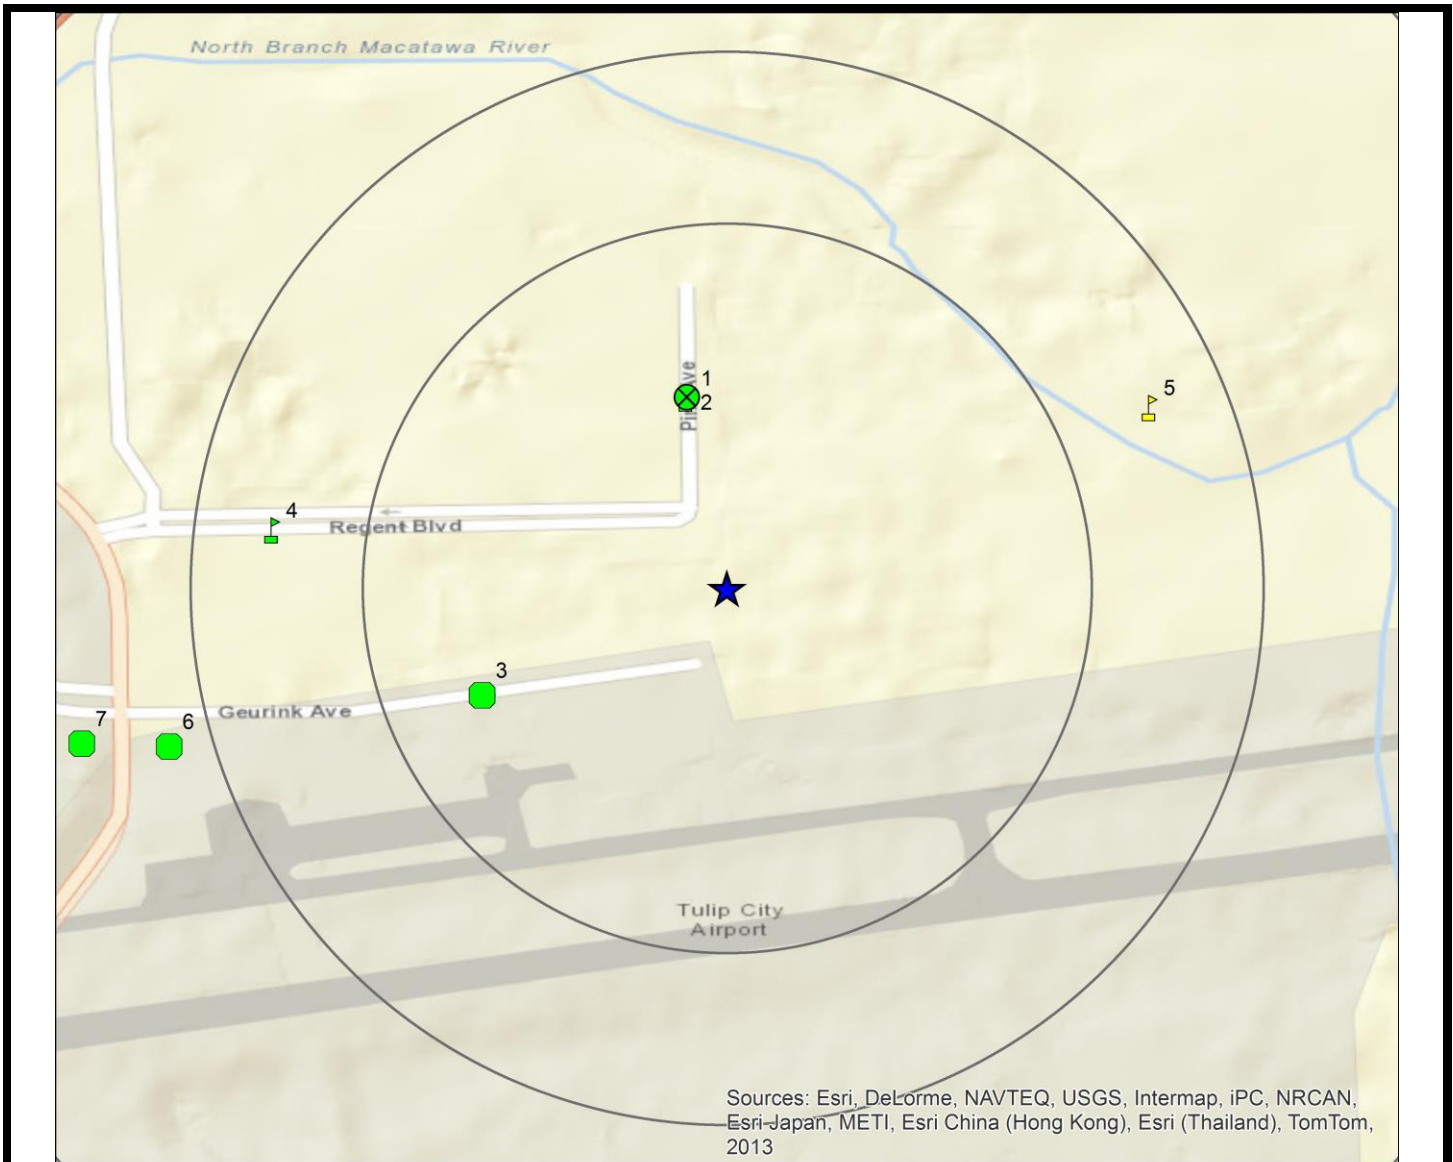 North Branch Macatawa River
1
2
5
4
Regent Blvd
3
Geurink Ave
7
6
Tulip City
Airport
Sources: Esri, DeLorme, NAVTEQ, USGS, Intermap, iPC, NRCAN,
Esri Japan, METI, Esri China (Hong Kong), Esri (Thailand), TomTom,
2013